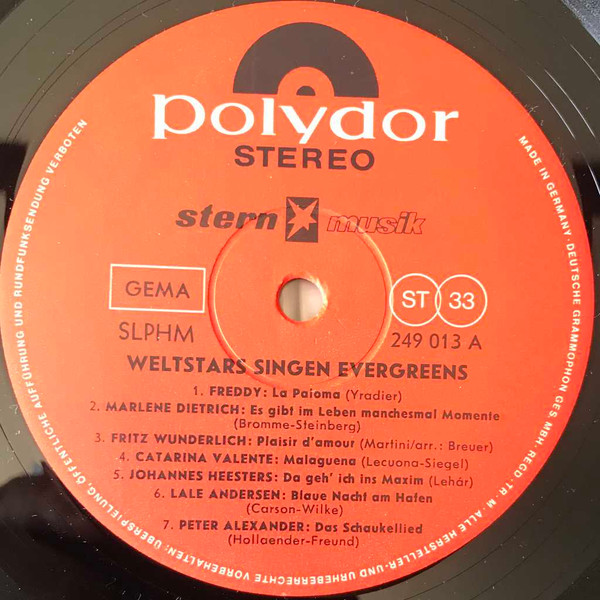 polydor
STEREO
stern musik
GEMA
ST 33
SLPHM
249 013 A
WELTSTARS SINGEN EVERGREENS
1. FREDDY: La Paioma (Yradier)
2. MARLENE DIETRICH: Es gibt im Leben manchesmal Momente
(Bromme-Steinberg)
3. FRITZ WUNDERLICH: Plaisir d'amour (Martini/arr.: Breuer)
4. CATARINA VALENTE: Malaguena (Lecuona-Siegel)
5. JOHANNES HEESTERS: Da geh' ich ins Maxim (Lehár)
6. LALE ANDERSEN: Blaue Nacht am Hafen
(Carson-Wilke)
7. PETER ALEXANDER: Das Schaukellied
(Hollaender-Freund)
MADE IN GERMANY · DEUTSCHE GRAMMOPHON GES. MBH. REGD. TR. M. · ALLE HERSTELLER- UND URHEBERRECHTE VORBEHALTEN: ÜBERSPIELUNG, ÖFFENTLICHE AUFFÜHRUNG UND RUNDFUNKSENDUNG VERBOTEN